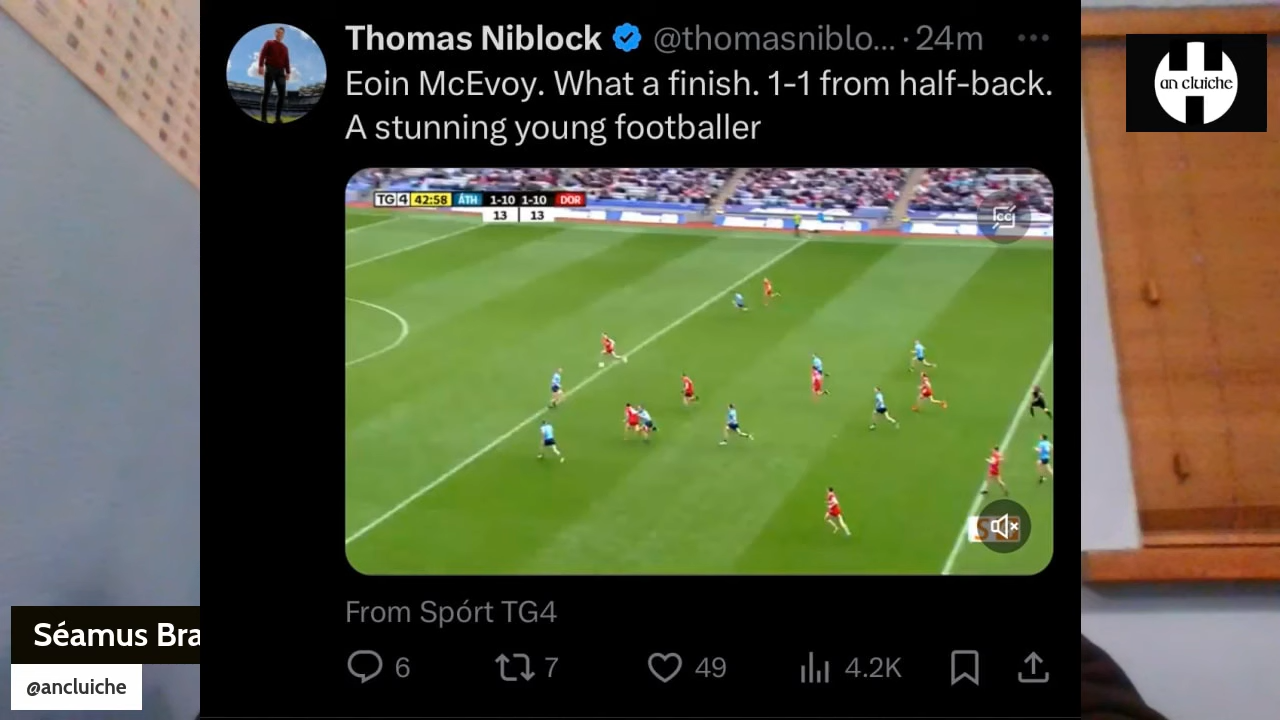 Thomas Niblock @thomasniblo... · 24m
Eoin McEvoy. What a finish. 1-1 from half-back.
A stunning young footballer
an cluiche
TG4 42:58 ÁTH 1-10 1-10 DOR
13 13
CC
From Spórt TG4
6 7 49 4.2K
Séamus Bra
@ancluiche